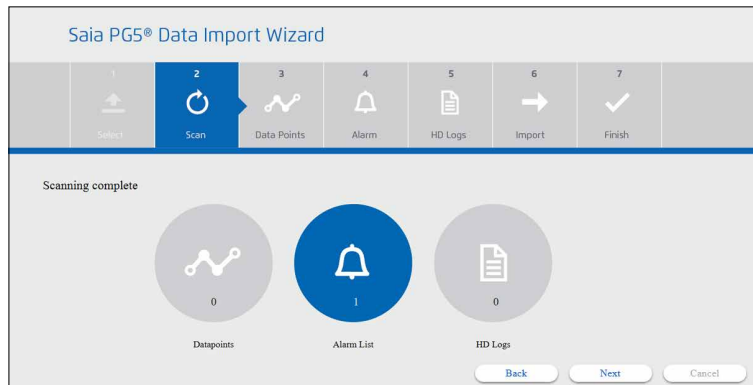 Saia PG5® Data Import Wizard
1 2 3 4 5 6 7
Select Scan Data Points Alarm HD Logs Import Finish
Scanning complete
0 1 0
Datapoints Alarm List HD Logs
Back Next Cancel